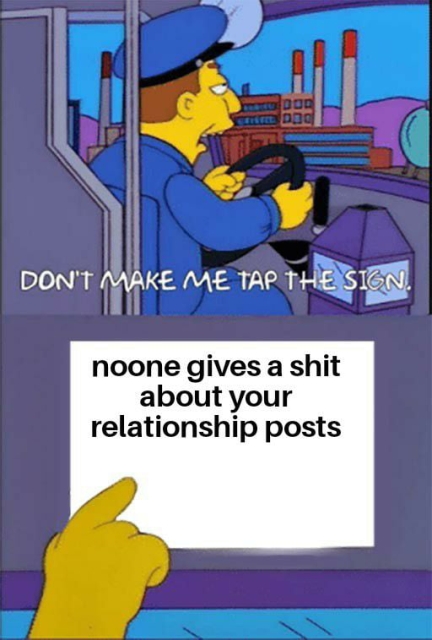 DON'T MAKE ME TAP THE SIGN.
noone gives a shit
about your
relationship posts